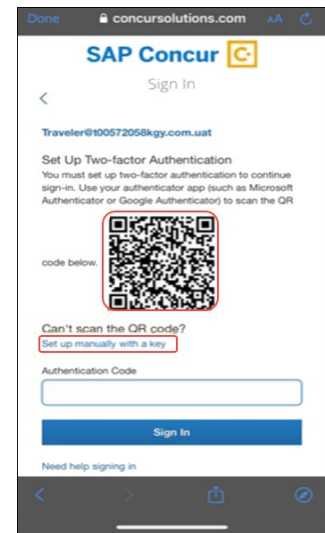 Done concursolutions.com AA
SAP Concur C
Sign In
Traveler@t00572058kgy.com.uat
Set Up Two-factor Authentication
You must set up two-factor authentication to continue
sign-in. Use your authenticator app (such as Microsoft
Authenticator or Google Authenticator) to scan the QR
code below.
Can't scan the QR code?
Set up manually with a key
Authentication Code
Sign In
Need help signing in